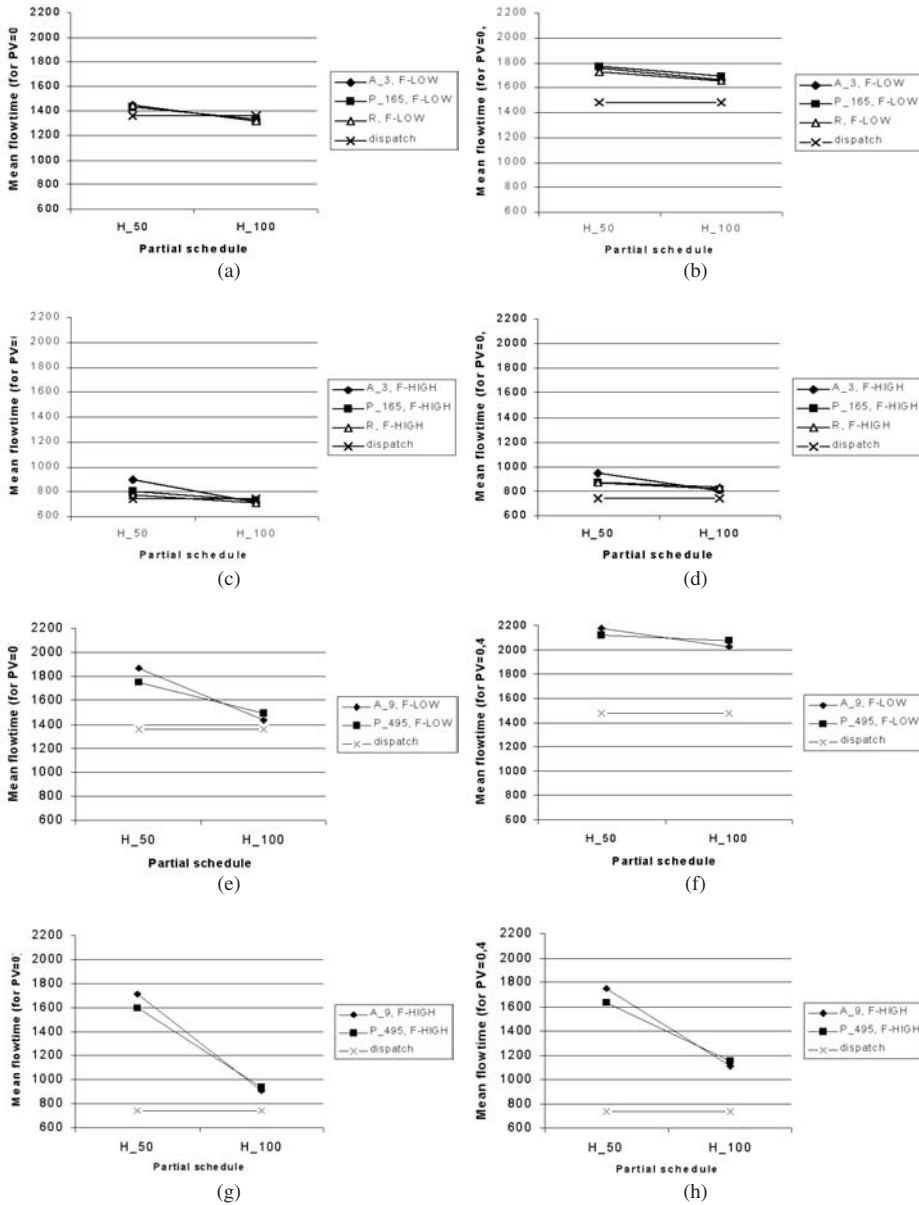 Mean flowtime (for PV=0
2200
2000
1800
1600
1400
1200
1000
800
600
H_50 H_100
Partial schedule
A_3, F-LOW
P_165, F-LOW
R, F-LOW
dispatch
(a)
Mean flowtime (for PV=0,
2200
2000
1800
1600
1400
1200
1000
800
600
H_50 H_100
Partial schedule
A_3, F-LOW
P_165, F-LOW
R, F-LOW
dispatch
(b)
Mean flowtime (for PV=
2200
2000
1800
1600
1400
1200
1000
800
600
H_50 H_100
Partial schedule
A_3, F-HIGH
P_165, F-HIGH
R, F-HIGH
dispatch
(c)
Mean flowtime (for PV=0,
2200
2000
1800
1600
1400
1200
1000
800
600
H_50 H_100
Partial schedule
A_3, F-HIGH
P_165, F-HIGH
R, F-HIGH
dispatch
(d)
Mean flowtime (for PV=0
2200
2000
1800
1600
1400
1200
1000
800
600
H_50 H_100
Partial schedule
A_9, F-LOW
P_495, F-LOW
dispatch
(e)
Mean flowtime (for PV=0,4
2200
2000
1800
1600
1400
1200
1000
800
600
H_50 H_100
Partial schedule
A_9, F-LOW
P_495, F-LOW
dispatch
(f)
Mean flowtime (for PV=0
2200
2000
1800
1600
1400
1200
1000
800
600
H_50 H_100
Partial schedule
A_9, F-HIGH
P_495, F-HIGH
dispatch
(g)
Mean flowtime (for PV=0,4
2200
2000
1800
1600
1400
1200
1000
800
600
H_50 H_100
Partial schedule
A_9, F-HIGH
P_495, F-HIGH
dispatch
(h)